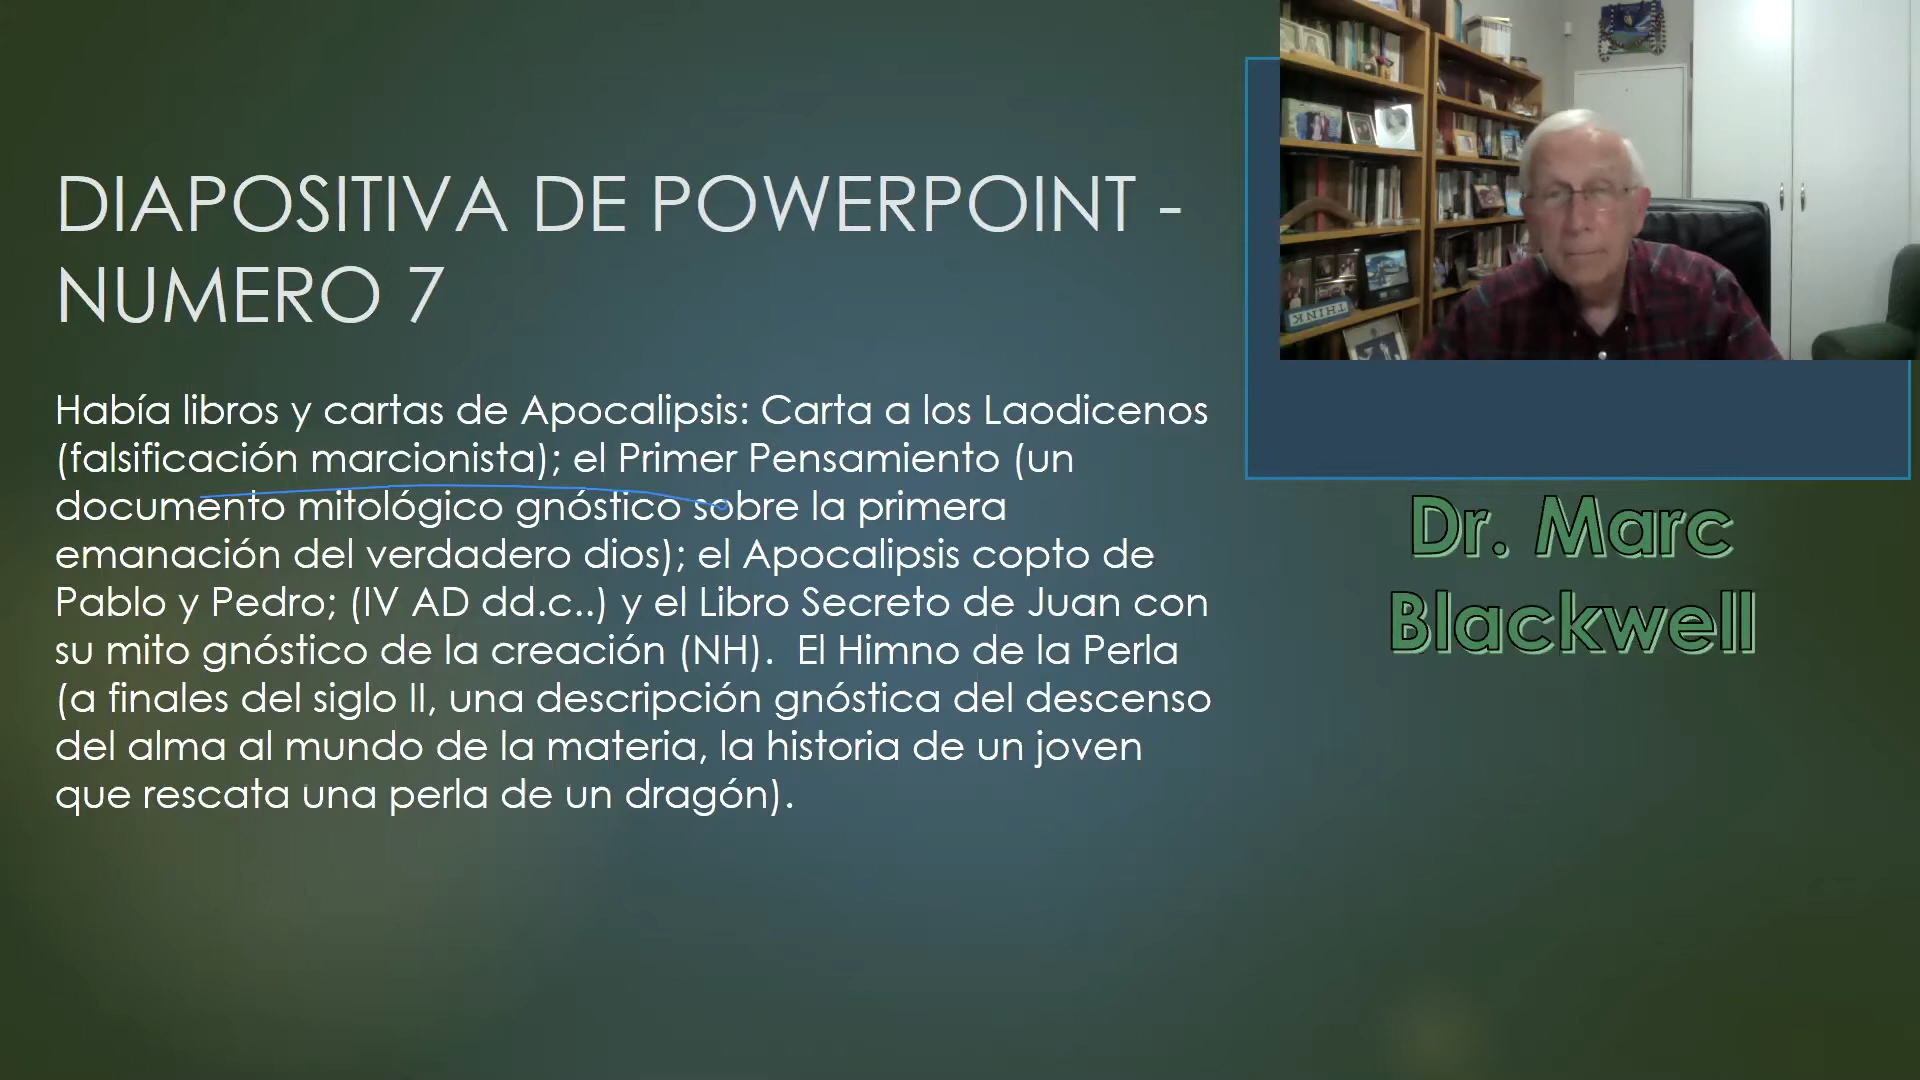 DIAPOSITIVA DE POWERPOINT -
NUMERO 7
Había libros y cartas de Apocalipsis: Carta a los Laodicenos
(falsificación marcionista); el Primer Pensamiento (un
documento mitológico gnóstico sobre la primera
emanación del verdadero dios); el Apocalipsis copto de
Pablo y Pedro; (IV AD dd.c..) y el Libro Secreto de Juan con
su mito gnóstico de la creación (NH).  El Himno de la Perla
(a finales del siglo II, una descripción gnóstica del descenso
del alma al mundo de la materia, la historia de un joven
que rescata una perla de un dragón).
THINK
Dr. Marc
Blackwell